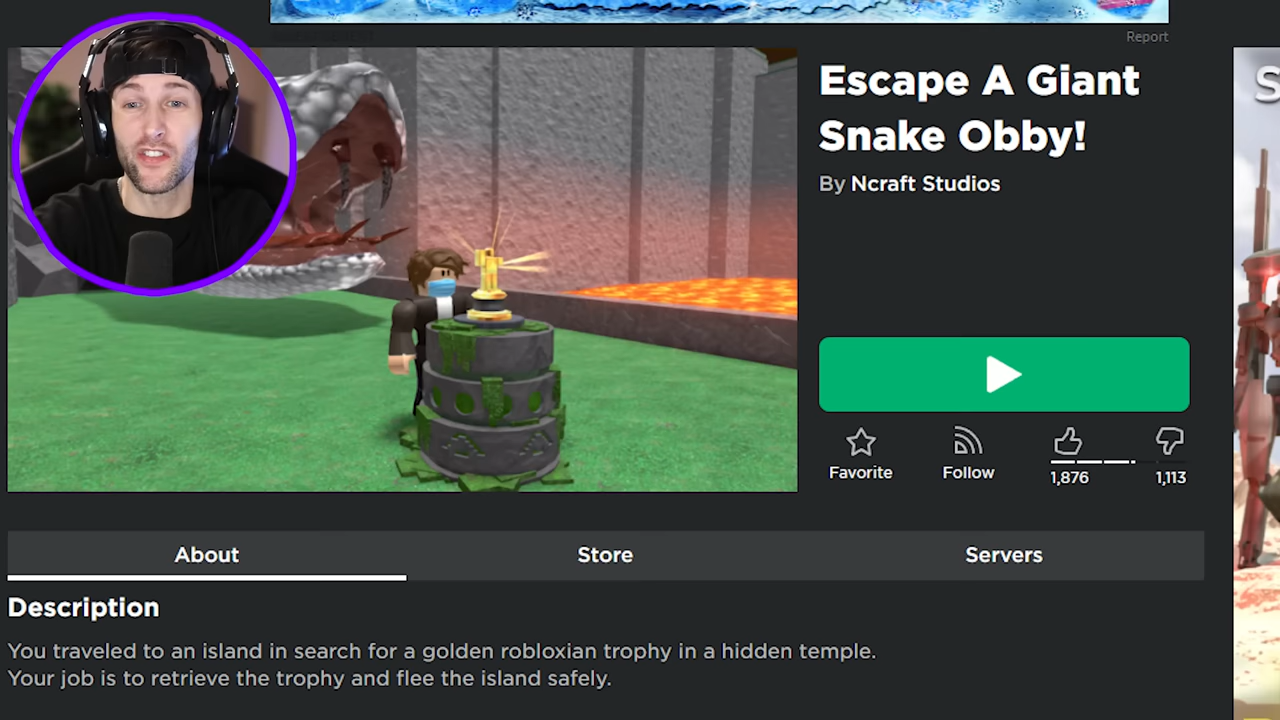 Report
Escape A Giant
Snake Obby!
By Ncraft Studios
Favorite
Follow
1,876
1,113
About
Store
Servers
Description
You traveled to an island in search for a golden robloxian trophy in a hidden temple.
Your job is to retrieve the trophy and flee the island safely.
S